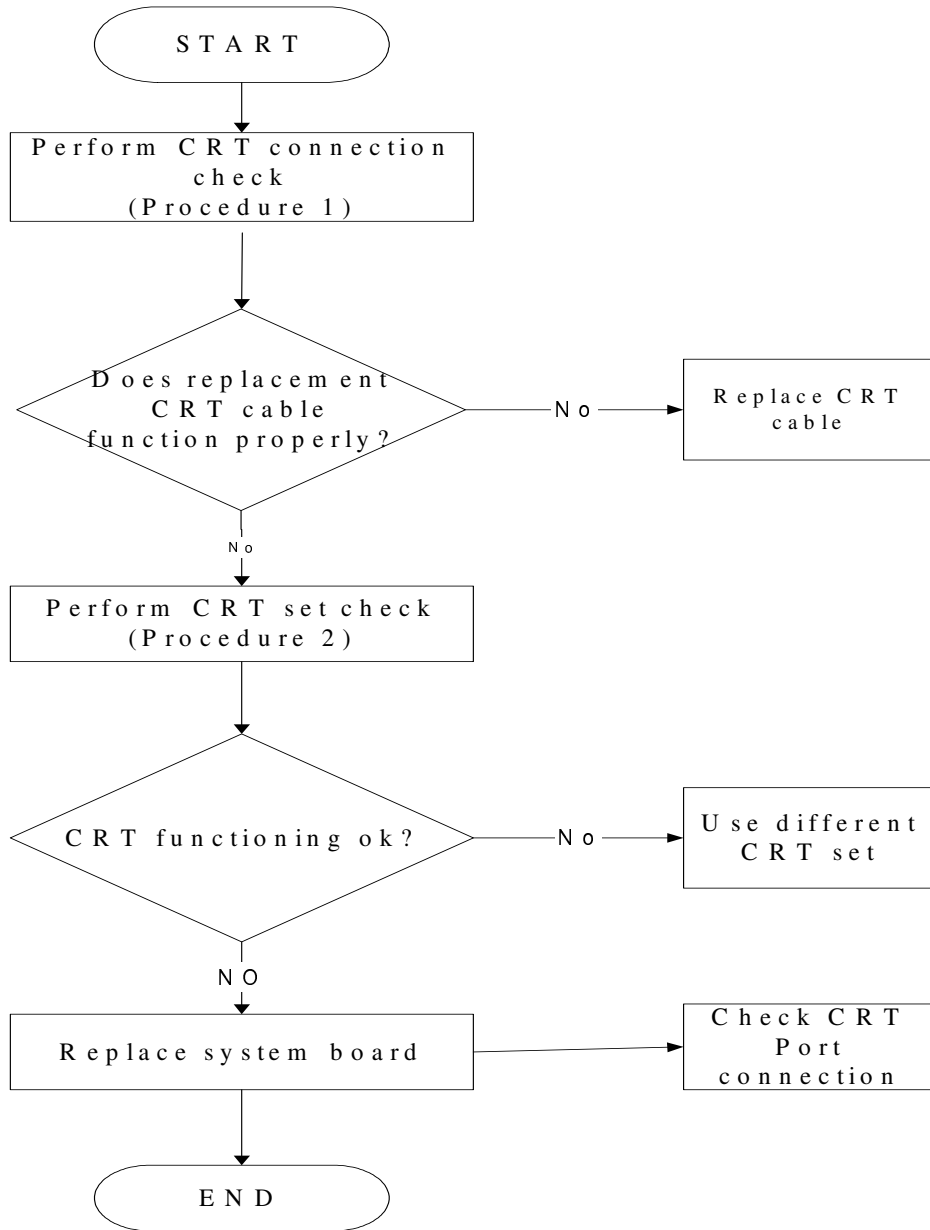 START
Perform CRT connection
check
(Procedure 1)
Does replacement
CRT cable
function properly?
No
Replace CRT
cable
No
Perform CRT set check
(Procedure 2)
CRT functioning ok?
No
Use different
CRT set
NO
Replace system board
Check CRT
Port
connection
END